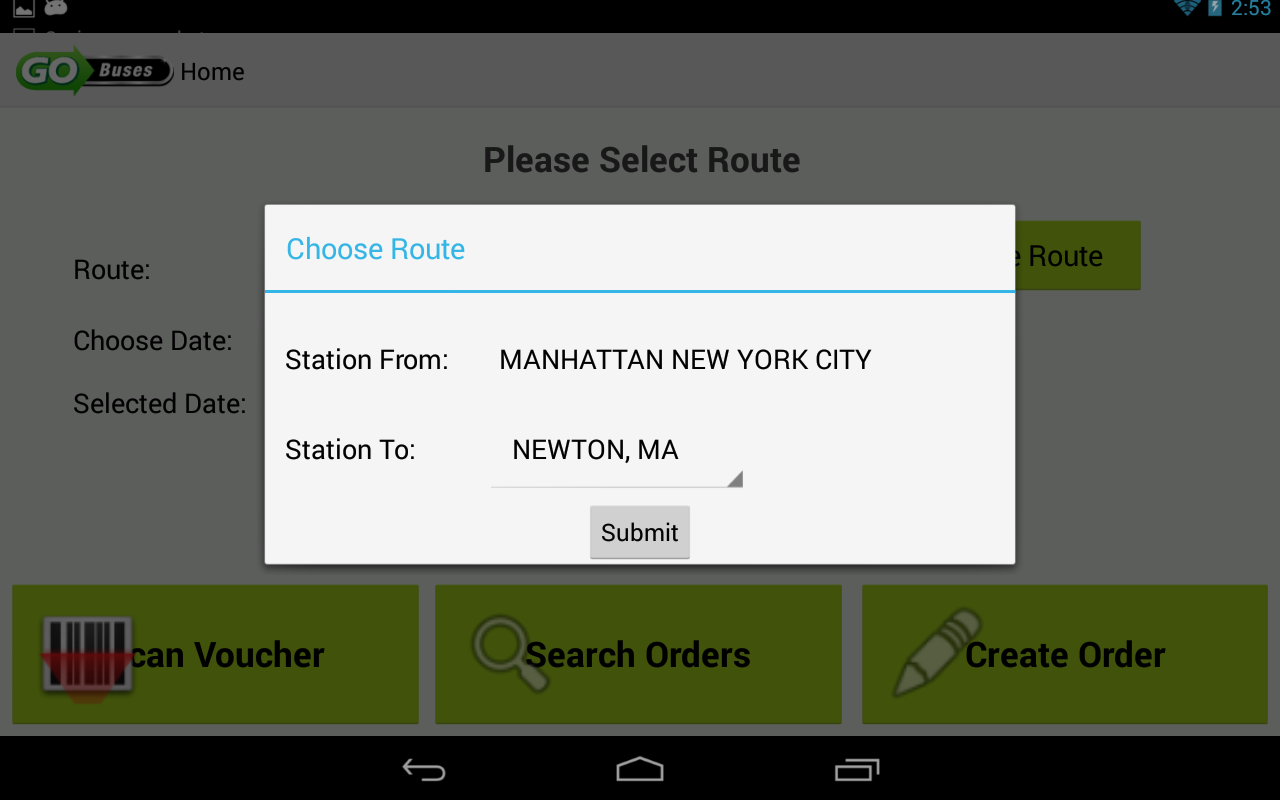 2:53
GO Buses Home
Please Select Route
Choose Route
Route:
Route
Choose Date:
Station From: MANHATTAN NEW YORK CITY
Selected Date:
Station To: NEWTON, MA
Submit
can Voucher
Search Orders
Create Order